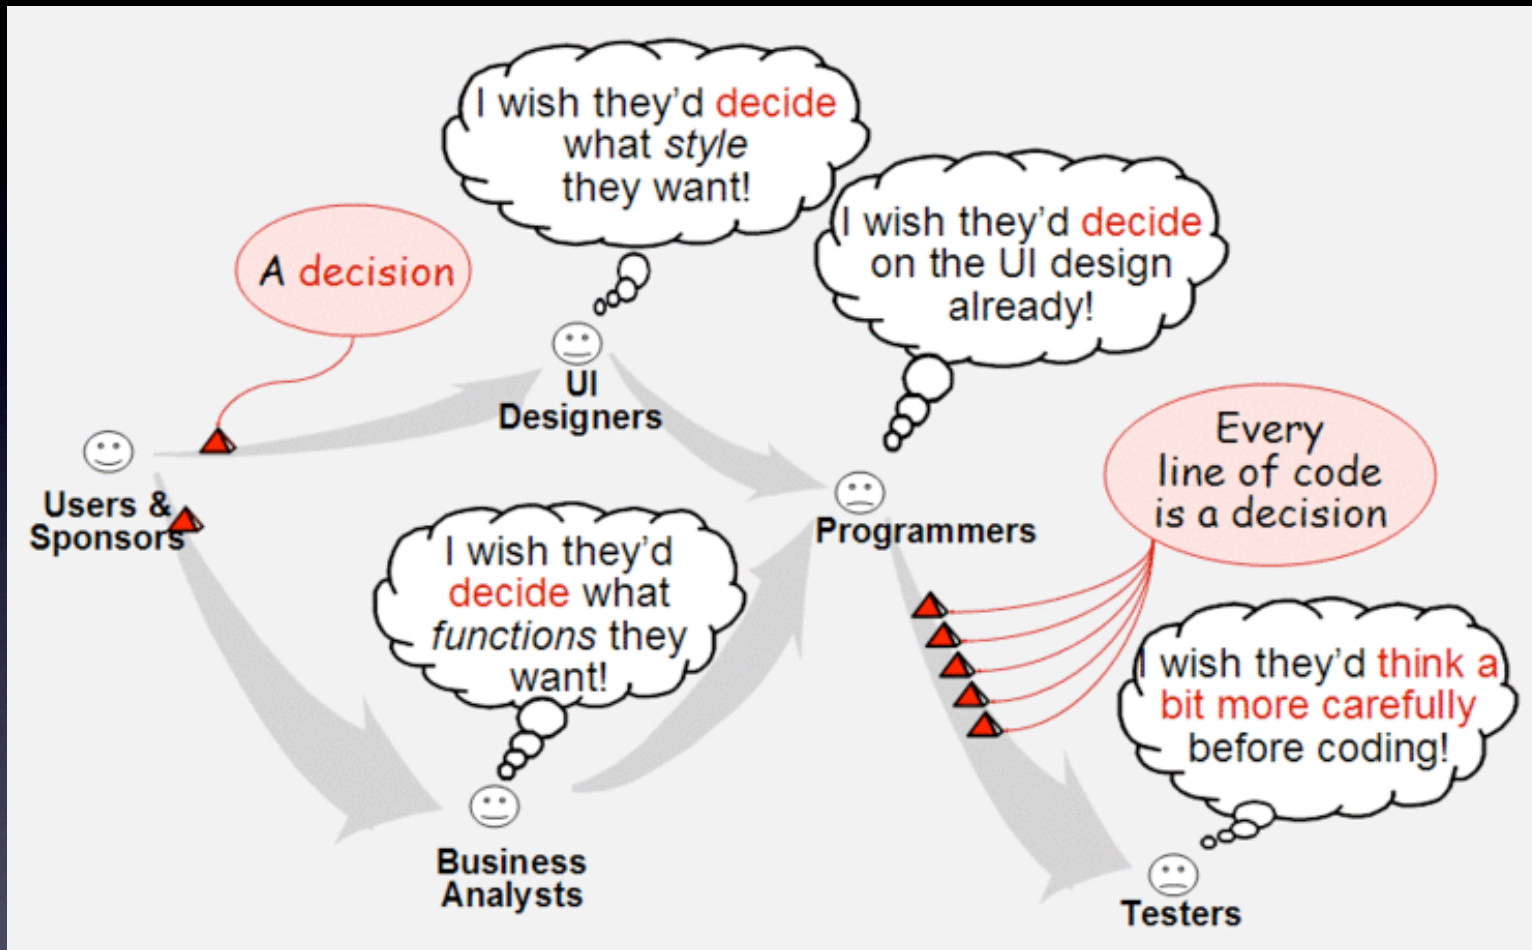 I wish they'd decide
what style
they want!
I wish they'd decide
on the UI design
already!
A decision
UI
Designers
Users &
Sponsors
Every
line of code
is a decision
Programmers
I wish they'd
decide what
functions they
want!
I wish they'd think a
bit more carefully
before coding!
Business
Analysts
Testers